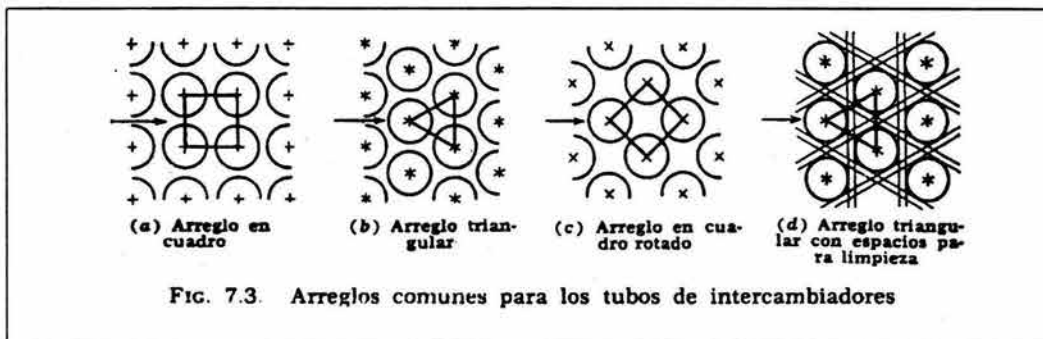 (a) Arreglo en
cuadro
(b) Arreglo trian-
gular
(c) Arreglo en cua-
dro rotado
(d) Arreglo triangu-
lar con espacios pa-
ra limpieza
FIG. 7.3. Arreglos comunes para los tubos de intercambiadores